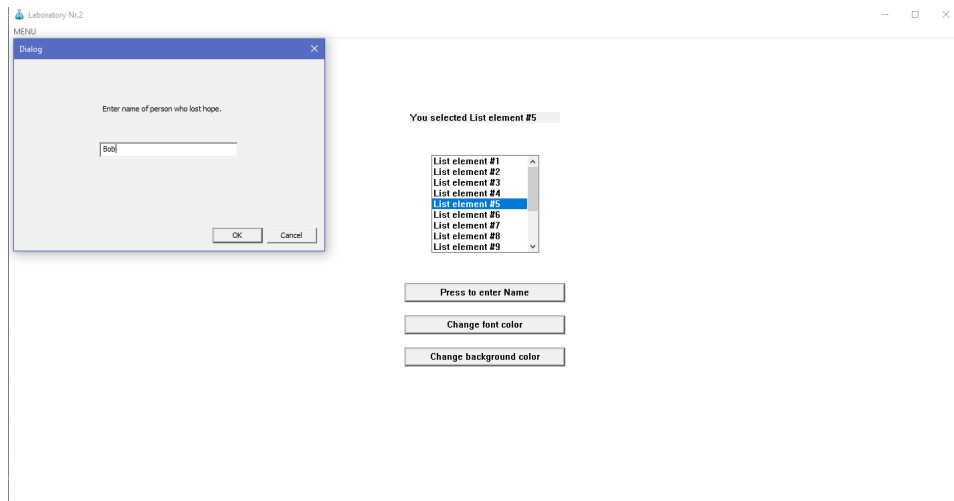 Laboratory Nr.2
MENU
Dialog
Enter name of person who lost hope.
Bob
OK
Cancel
You selected List element #5
List element #1
List element #2
List element #3
List element #4
List element #5
List element #6
List element #7
List element #8
List element #9
Press to enter Name
Change font color
Change background color